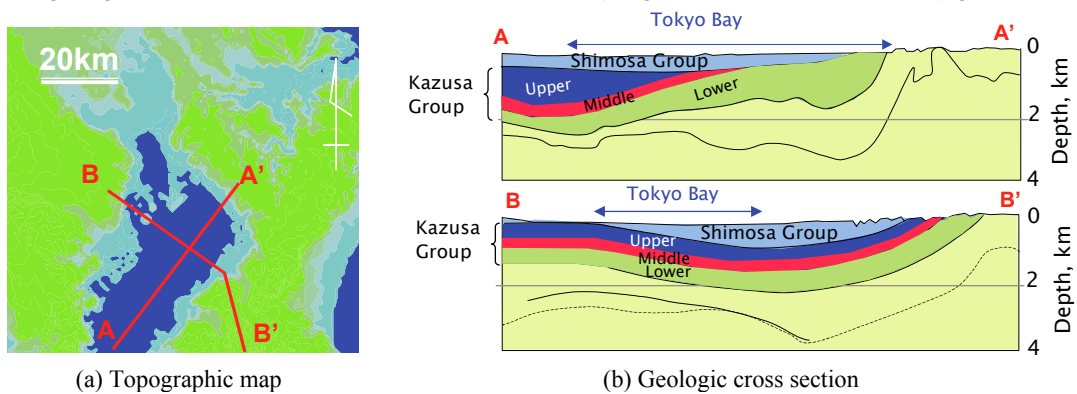 20km
B
A'
A
B'
(a) Topographic map
Tokyo Bay
A
A'
Shimosa Group
Kazusa
Group
Upper
Middle
Lower
0
2
4
Depth, km
Tokyo Bay
B
B'
Kazusa
Group
Shimosa Group
Upper
Middle
Lower
0
2
4
Depth, km
(b) Geologic cross section